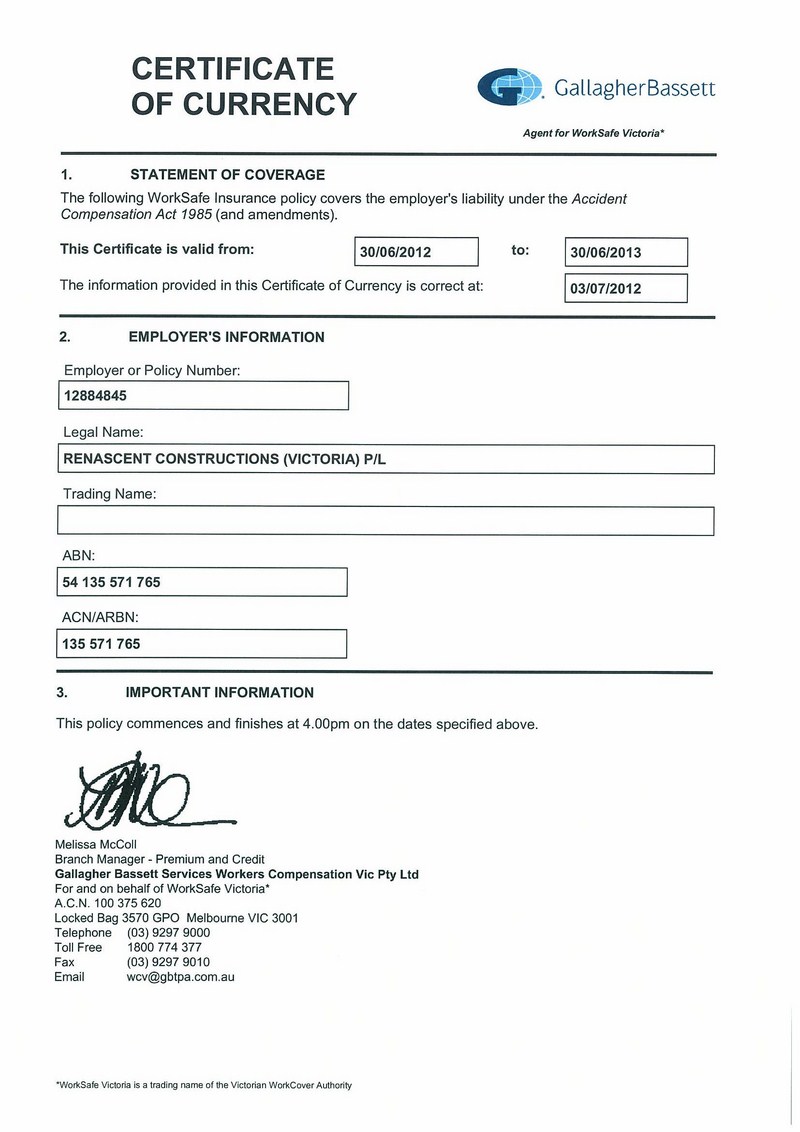 CERTIFICATE
OF CURRENCY
GallagherBassett
Agent for WorkSafe Victoria*
1. STATEMENT OF COVERAGE
The following WorkSafe Insurance policy covers the employer's liability under the Accident
Compensation Act 1985 (and amendments).
This Certificate is valid from: 30/06/2012 to: 30/06/2013
The information provided in this Certificate of Currency is correct at: 03/07/2012
2. EMPLOYER'S INFORMATION
Employer or Policy Number:
12884845
Legal Name:
RENASCENT CONSTRUCTIONS (VICTORIA) P/L
Trading Name:
ABN:
54 135 571 765
ACN/ARBN:
135 571 765
3. IMPORTANT INFORMATION
This policy commences and finishes at 4.00pm on the dates specified above.
Melissa McColl
Branch Manager - Premium and Credit
Gallagher Bassett Services Workers Compensation Vic Pty Ltd
For and on behalf of WorkSafe Victoria*
A.C.N. 100 375 620
Locked Bag 3570 GPO Melbourne VIC 3001
Telephone (03) 9297 9000
Toll Free 1800 774 377
Fax (03) 9297 9010
Email wcv@gbtpa.com.au
*WorkSafe Victoria is a trading name of the Victorian WorkCover Authority